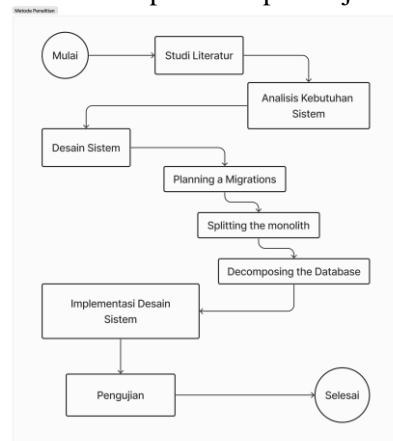 Metode Penelitian
Mulai
Studi Literatur
Analisis Kebutuhan
Sistem
Desain Sistem
Planning a Migrations
Splitting the monolith
Decomposing the Database
Implementasi Desain
Sistem
Pengujian
Selesai